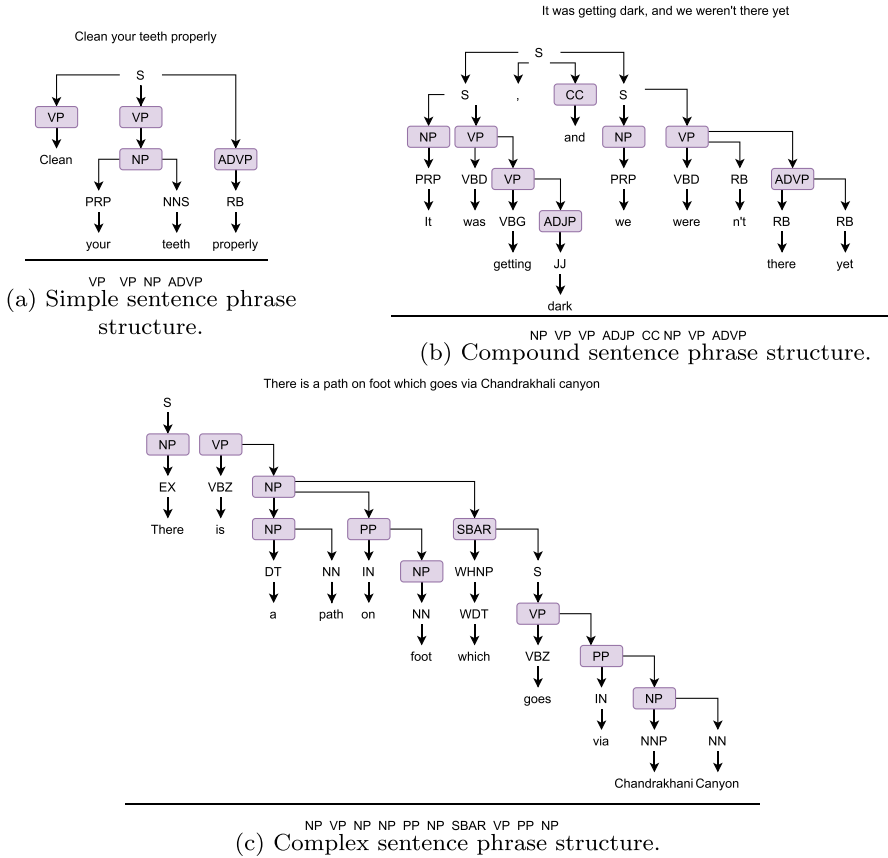 Clean your teeth properly
S
VP VP
Clean NP ADVP
PRP NNS RB
your teeth properly
VP VP NP ADVP
(a) Simple sentence phrase
structure.
It was getting dark, and we weren't there yet
S
S , CC S
NP VP and NP VP
PRP VBD VP PRP VBD RB ADVP
It was VBG ADJP we were n't RB RB
getting JJ there yet
dark
NP VP VP ADJP CC NP VP ADVP
(b) Compound sentence phrase structure.
There is a path on foot which goes via Chandrakhali canyon
S
NP VP
EX VBZ NP
There is NP PP SBAR
DT NN IN NP WHNP S
a path on NN WDT VP
foot which VBZ PP
goes IN NP
via NNP NN
Chandrakhani Canyon
NP VP NP NP PP NP SBAR VP PP NP
(c) Complex sentence phrase structure.